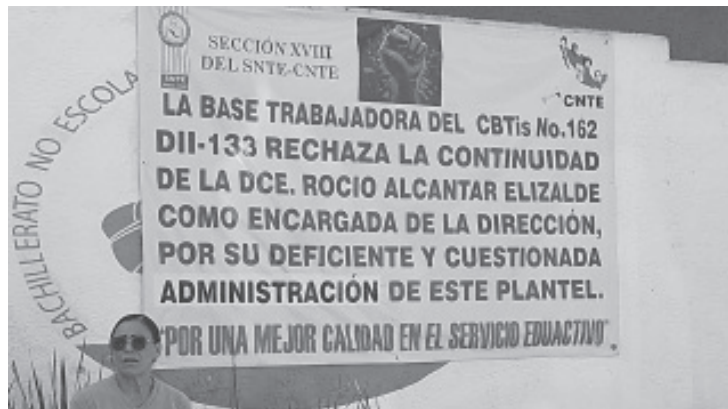 SNTE
SECCIÓN XVIII
DEL SNTE-CNTE
CNTE
LA BASE TRABAJADORA DEL CBTis No.162
DII-133 RECHAZA LA CONTINUIDAD
DE LA DCE. ROCIO ALCANTAR ELIZALDE
COMO ENCARGADA DE LA DIRECCIÓN,
POR SU DEFICIENTE Y CUESTIONADA
ADMINISTRACIÓN DE ESTE PLANTEL.
"POR UNA MEJOR CALIDAD EN EL SERVICIO EDUACTIVO".
BACHILLERATO NO ESCOLA